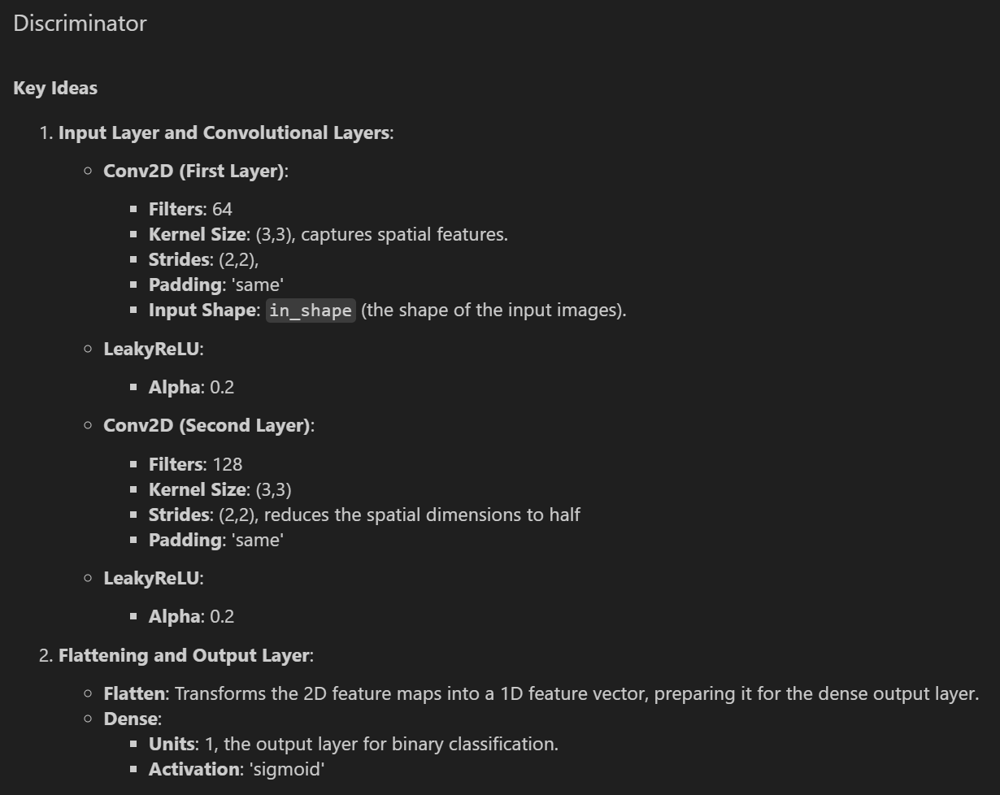 Discriminator
Key Ideas
1. Input Layer and Convolutional Layers:
Conv2D (First Layer):
Filters: 64
Kernel Size: (3,3), captures spatial features.
Strides: (2,2),
Padding: 'same'
Input Shape: in_shape (the shape of the input images).
LeakyReLU:
Alpha: 0.2
Conv2D (Second Layer):
Filters: 128
Kernel Size: (3,3)
Strides: (2,2), reduces the spatial dimensions to half
Padding: 'same'
LeakyReLU:
Alpha: 0.2
2. Flattening and Output Layer:
Flatten: Transforms the 2D feature maps into a 1D feature vector, preparing it for the dense output layer.
Dense:
Units: 1, the output layer for binary classification.
Activation: 'sigmoid'